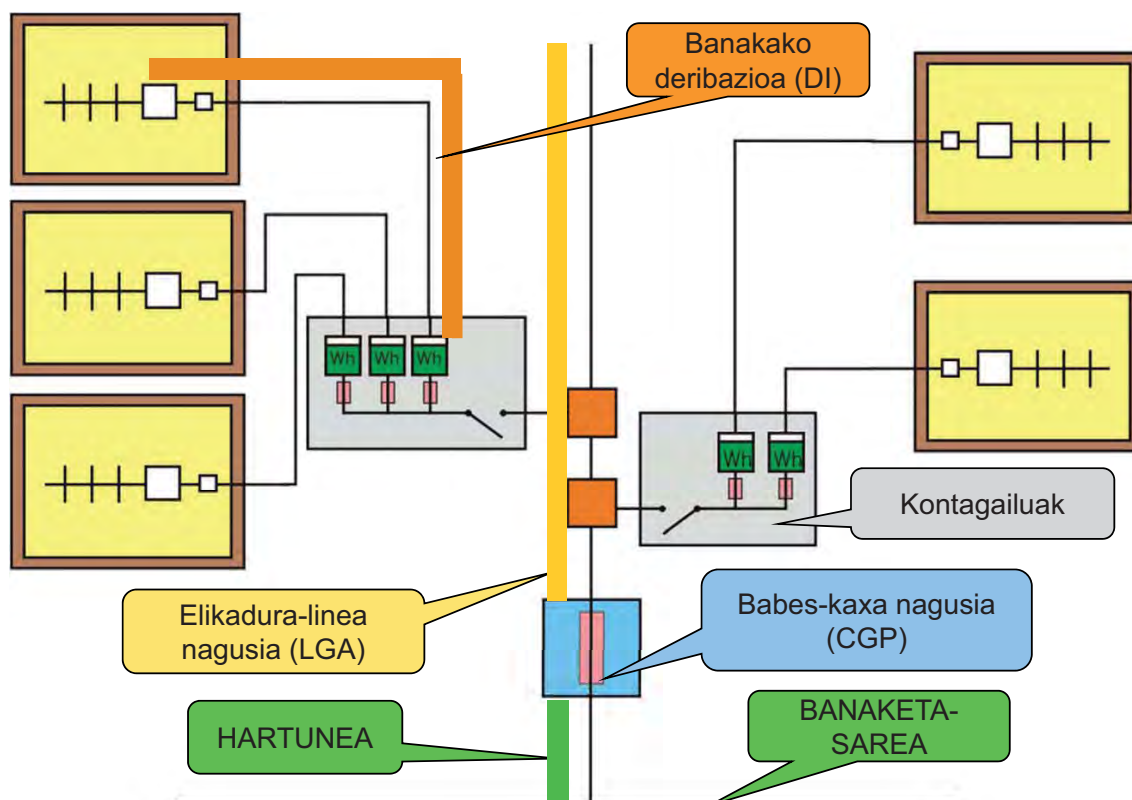 Banakako
deribazioa (DI)
Wh
Wh
Wh
Wh
Wh
Kontagailuak
Elikadura-linea
nagusia (LGA)
Babes-kaxa nagusia
(CGP)
HARTUNEA
BANAKETA-
SAREA